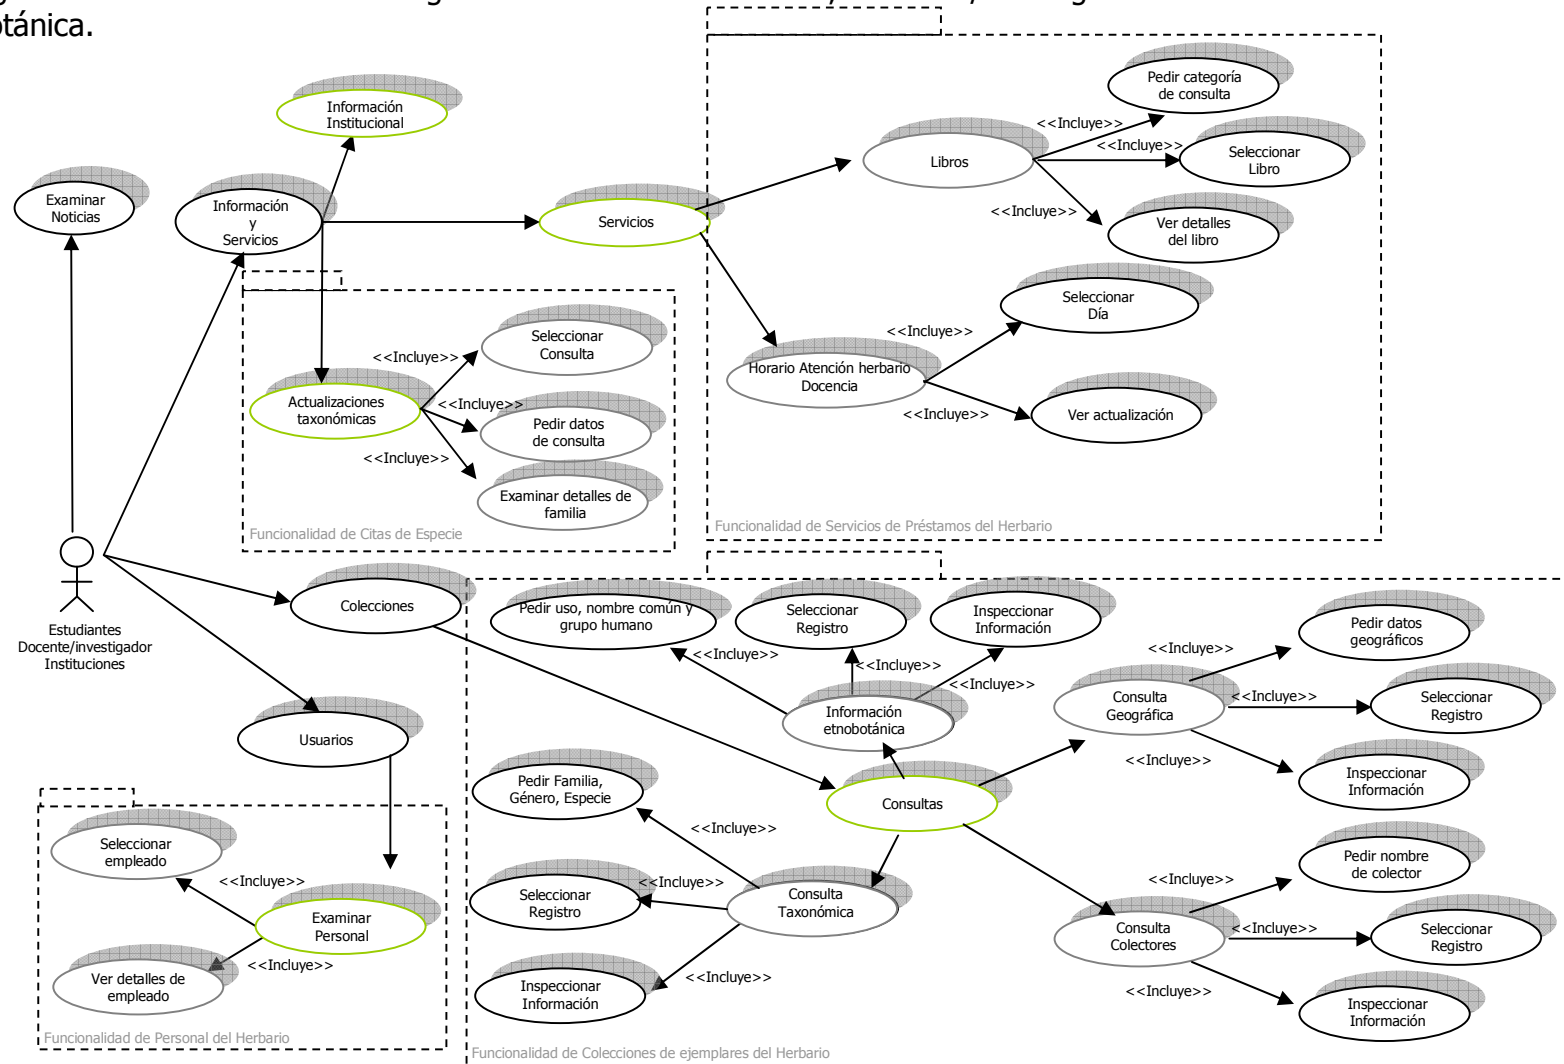 otánica.
Información
Institucional
Pedir categoría
de consulta
<<Incluye>>
<<Incluye>>
Libros
Seleccionar
Libro
Examinar
Noticias
Información
y
Servicios
Servicios
<<Incluye>>
Ver detalles
del libro
Seleccionar
Día
Seleccionar
Consulta
<<Incluye>>
<<Incluye>>
Horario Atención herbario
Docencia
Actualizaciones
taxonómicas
<<Incluye>>
Pedir datos
de consulta
<<Incluye>>
Ver actualización
<<Incluye>>
Examinar detalles de
familia
Funcionalidad de Citas de Especie
Funcionalidad de Servicios de Préstamos del Herbario
Estudiantes
Docente/investigador
Instituciones
Colecciones
Pedir uso, nombre común y
grupo humano
Seleccionar
Registro
Inspeccionar
Información
Pedir datos
geográficos
<<Incluye>>
<<Incluye>>
<<Incluye>>
<<Incluye>>
Información
etnobotánica
Consulta
Geográfica
<<Incluye>>
Seleccionar
Registro
Usuarios
<<Incluye>>
Inspeccionar
Información
Pedir Familia,
Género, Especie
Consultas
<<Incluye>>
Seleccionar
empleado
<<Incluye>>
Examinar
Personal
Ver detalles de
empleado
<<Incluye>>
Funcionalidad de Personal del Herbario
Seleccionar
Registro
<<Incluye>>
Consulta
Taxonómica
<<Incluye>>
Inspeccionar
Información
Pedir nombre
de colector
<<Incluye>>
Consulta
Colectores
<<Incluye>>
Seleccionar
Registro
<<Incluye>>
Inspeccionar
Información
Funcionalidad de Colecciones de ejemplares del Herbario